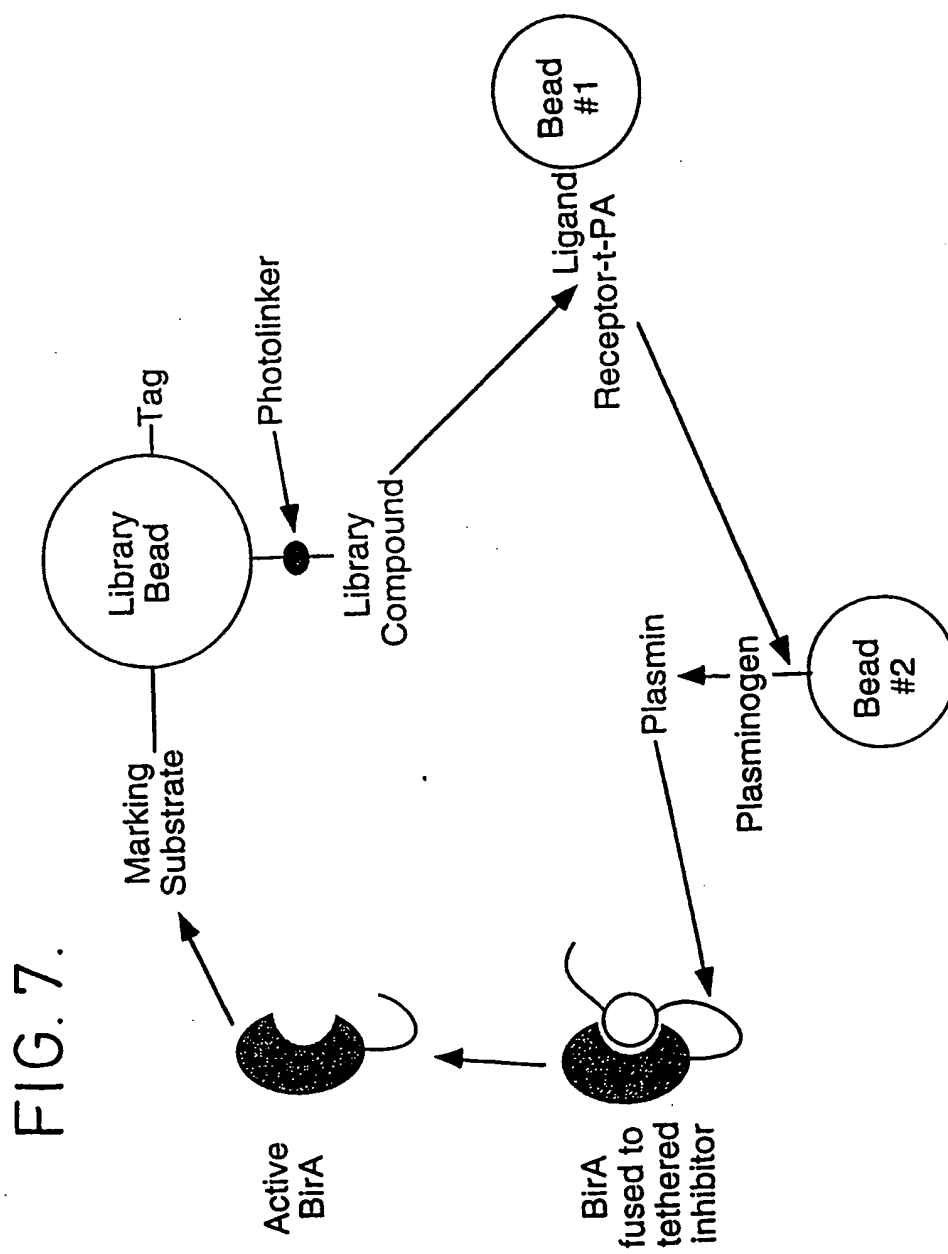 FIG. 7.
Library
Bead
Tag
Photolinker
Library
Compound
Marking
Substrate
Active
BirA
BirA
fused to
tethered
inhibitor
Plasmin
Plasminogen
Bead
#2
Ligand
Receptor-t-PA
Bead
#1